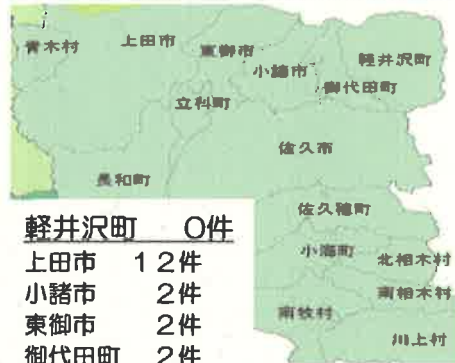 青木村
上田市
東御市
小諸市
軽井沢町
御代田町
立科町
佐久市
長和町
佐久穂町
小海町
北相木村
南相木村
南牧村
川上村
軽井沢町 0件
上田市 12件
小諸市 2件
東御市 2件
御代田町 2件